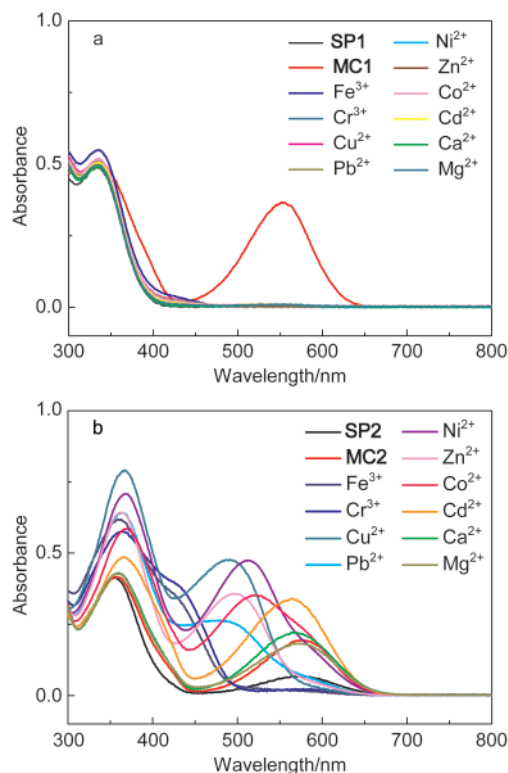 1.0
a
SP1
Ni2+
MC1
Zn2+
Fe3+
Co2+
Cr3+
Cd2+
Cu2+
Ca2+
Pb2+
Mg2+
0.5
0.0
Absorbance
300 400 500 600 700 800
Wavelength/nm
1.0
b
SP2
Ni2+
MC2
Zn2+
Fe3+
Co2+
Cr3+
Cd2+
Cu2+
Ca2+
Pb2+
Mg2+
0.5
0.0
Absorbance
300 400 500 600 700 800
Wavelength/nm